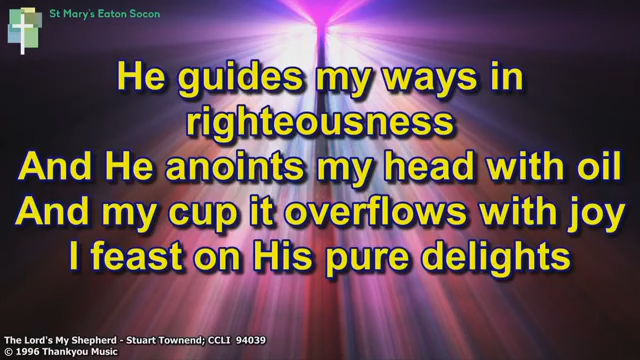 St Mary's Eaton Socon
He guides my ways in
righteousness
And He anoints my head with oil
And my cup it overflows with joy
I feast on His pure delights
The Lord's My Shepherd - Stuart Townend; CCLI  94039
© 1996 Thankyou Music